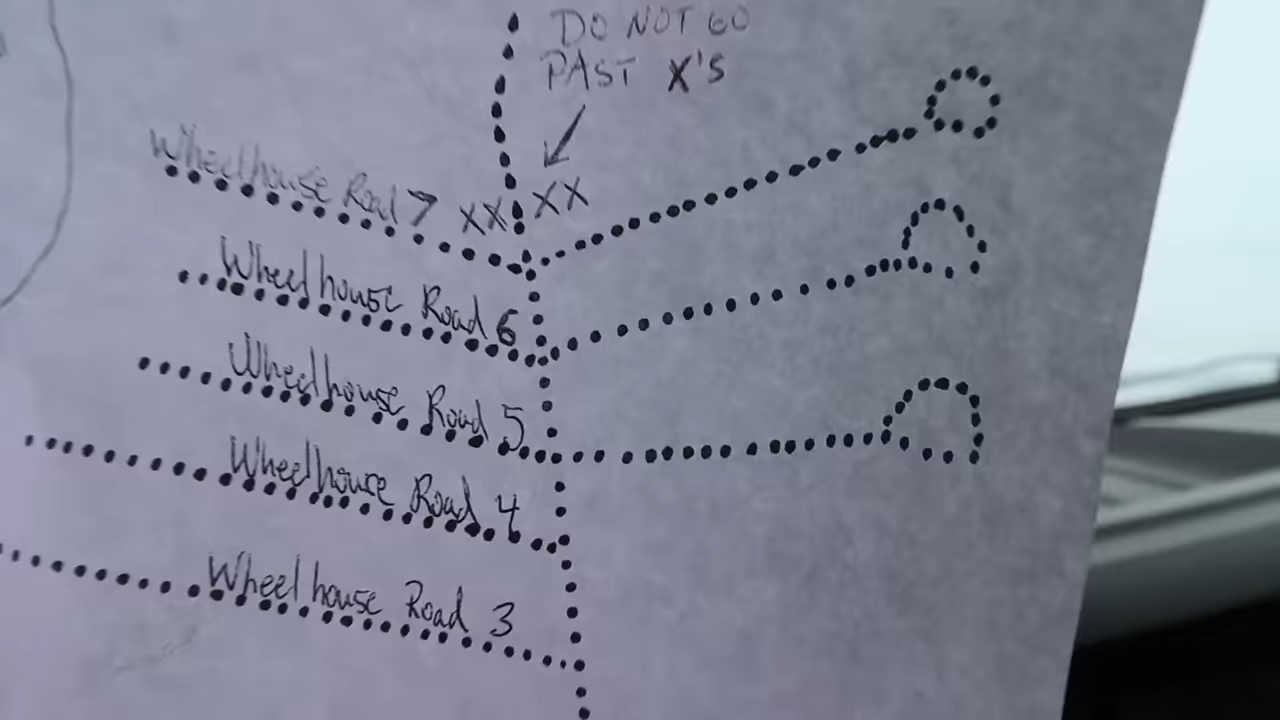 DO NOT GO
PAST X'S
Wheelhouse Road 7 XX XX
Wheelhouse Road 6
Wheelhouse Road 5
Wheelhouse Road 4
Wheelhouse Road 3